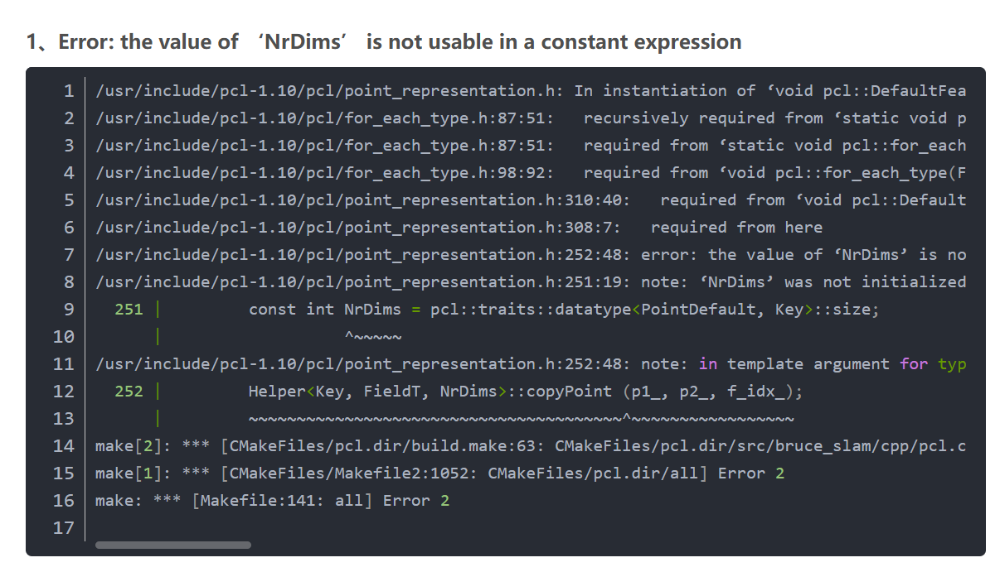 1、Error: the value of ‘NrDims’ is not usable in a constant expression
1 /usr/include/pcl-1.10/pcl/point_representation.h: In instantiation of ‘void pcl::DefaultFea
2 /usr/include/pcl-1.10/pcl/for_each_type.h:87:51:   recursively required from ‘static void p
3 /usr/include/pcl-1.10/pcl/for_each_type.h:87:51:   required from ‘static void pcl::for_each
4 /usr/include/pcl-1.10/pcl/for_each_type.h:98:92:   required from ‘void pcl::for_each_type(F
5 /usr/include/pcl-1.10/pcl/point_representation.h:310:40:   required from ‘void pcl::Default
6 /usr/include/pcl-1.10/pcl/point_representation.h:308:7:   required from here
7 /usr/include/pcl-1.10/pcl/point_representation.h:252:48: error: the value of ‘NrDims’ is no
8 /usr/include/pcl-1.10/pcl/point_representation.h:251:19: note: ‘NrDims’ was not initialized
9   251 |         const int NrDims = pcl::traits::datatype<PointDefault, Key>::size;
10       |                   ^~~~~~
11 /usr/include/pcl-1.10/pcl/point_representation.h:252:48: note: in template argument for typ
12   252 |         Helper<Key, FieldT, NrDims>::copyPoint (p1_, p2_, f_idx_);
13       |         ~~~~~~~~~~~~~~~~~~~~~~~~~~~~~~~~~~~~~~~^~~~~~~~~~~~~~~~~~
14 make[2]: *** [CMakeFiles/pcl.dir/build.make:63: CMakeFiles/pcl.dir/src/bruce_slam/cpp/pcl.c
15 make[1]: *** [CMakeFiles/Makefile2:1052: CMakeFiles/pcl.dir/all] Error 2
16 make: *** [Makefile:141: all] Error 2
17